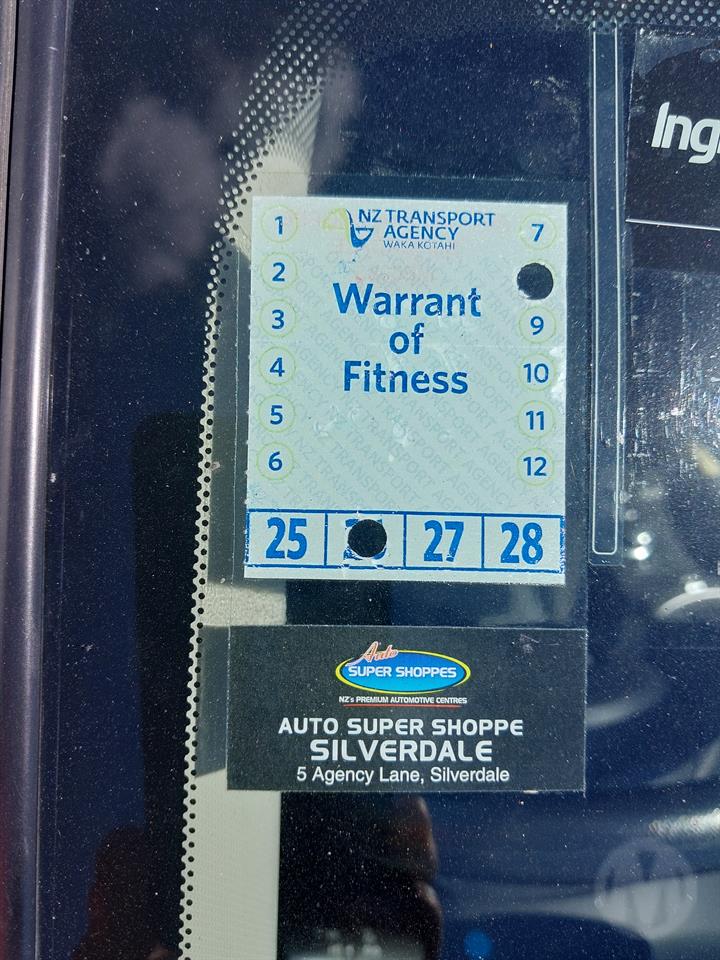 Ing
NZ TRANSPORT
AGENCY
WAKA KOTAHI
1
7
2
3
9
4
10
5
11
6
12
Warrant
of
Fitness
25
27
28
Auto
SUPER SHOPPES
NZ's PREMIUM AUTOMOTIVE CENTRES
AUTO SUPER SHOPPE
SILVERDALE
5 Agency Lane, Silverdale
M